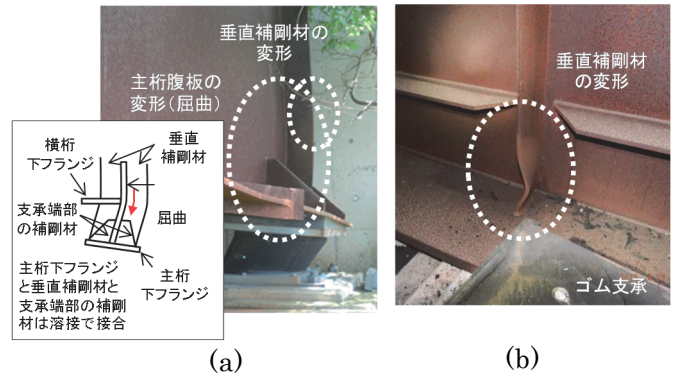 垂直補剛材の
変形
主桁腹板の
変形(屈曲)
横桁
下フランジ
垂直
補剛材
支承端部
の補剛材
屈曲
主桁
下フランジ
主桁下フランジ
と垂直補剛材と
支承端部の補剛
材は溶接で接合
(a)
垂直補剛材
の変形
ゴム支承
(b)